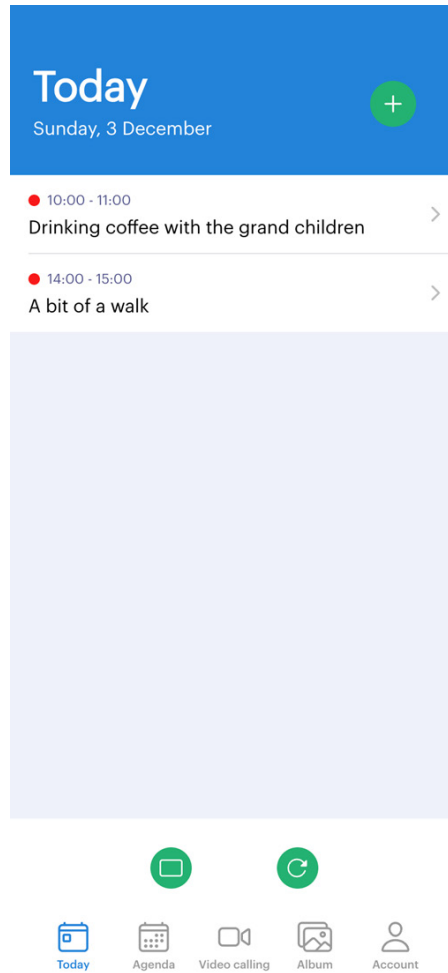 Today
Sunday, 3 December
10:00 - 11:00
Drinking coffee with the grand children
14:00 - 15:00
A bit of a walk
Today Agenda Video calling Album Account